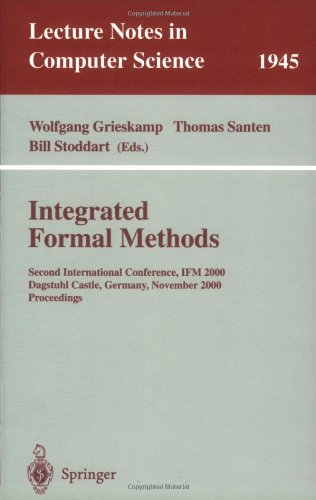 Lecture Notes in
Computer Science 1945
Wolfgang Grieskamp Thomas Santen
Bill Stoddart (Eds.)
Integrated
Formal Methods
Second International Conference, IFM 2000
Dagstuhl Castle, Germany, November 2000
Proceedings
Springer